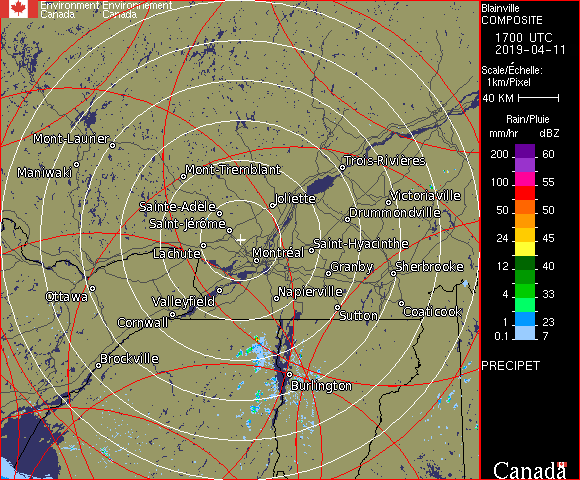 Environment Environnement
Canada Canada
Blainville
COMPOSITE
1700 UTC
2019-04-11
Scale/Échelle:
1km/Pixel
40 KM
Rain/Pluie
mm/hr dBZ
200 60
150 57
100 55
50 50
24 45
12 40
4 33
1 23
0.1 7
PRECIPET
Canada
Mont-Laurier
Maniwaki
Mont-Tremblant
Trois-Rivières
Sainte-Adele
Joliette
Victoriaville
Drummondville
Saint-Jérôme
Lachute
Montréal
Saint-Hyacinthe
Granby
Sherbrooke
Ottawa
Valleyfield
Napierville
Cornwall
Sutton
Coaticook
Brockville
Burlington